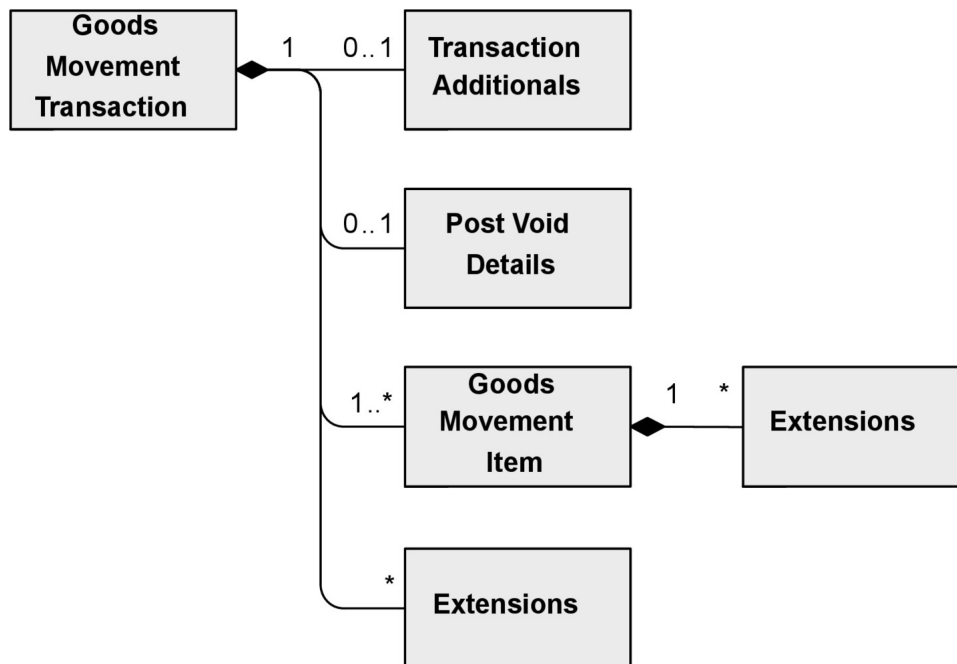 Goods
Movement
Transaction
1
0..1
Transaction
Additionals
0..1
Post Void
Details
1..*
Goods
Movement
Item
1
*
Extensions
*
Extensions